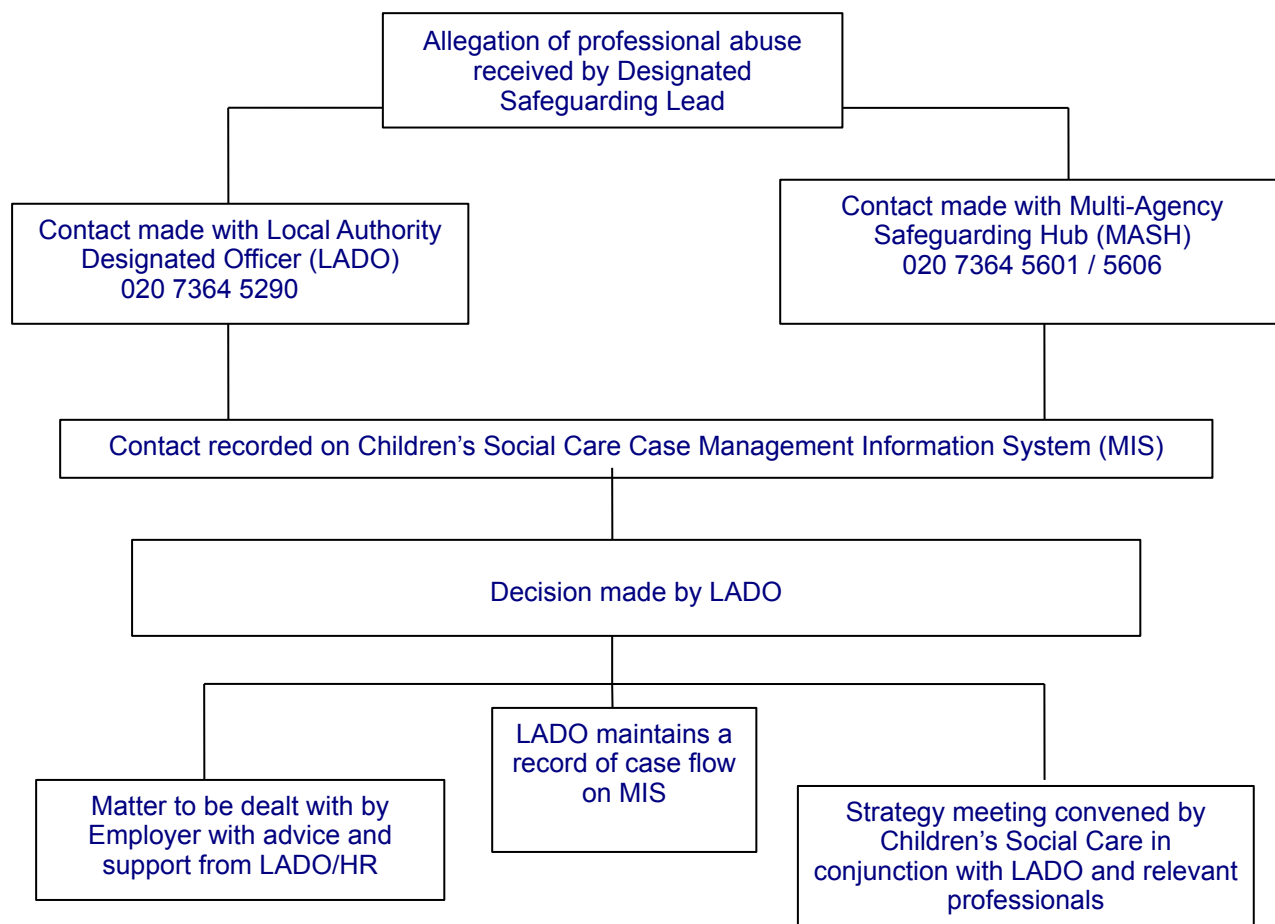 Allegation of professional abuse
received by Designated
Safeguarding Lead
Contact made with Local Authority
Designated Officer (LADO)
020 7364 5290
Contact made with Multi-Agency
Safeguarding Hub (MASH)
020 7364 5601 / 5606
Contact recorded on Children’s Social Care Case Management Information System (MIS)
Decision made by LADO
Matter to be dealt with by
Employer with advice and
support from LADO/HR
LADO maintains a
record of case flow
on MIS
Strategy meeting convened by
Children’s Social Care in
conjunction with LADO and relevant
professionals